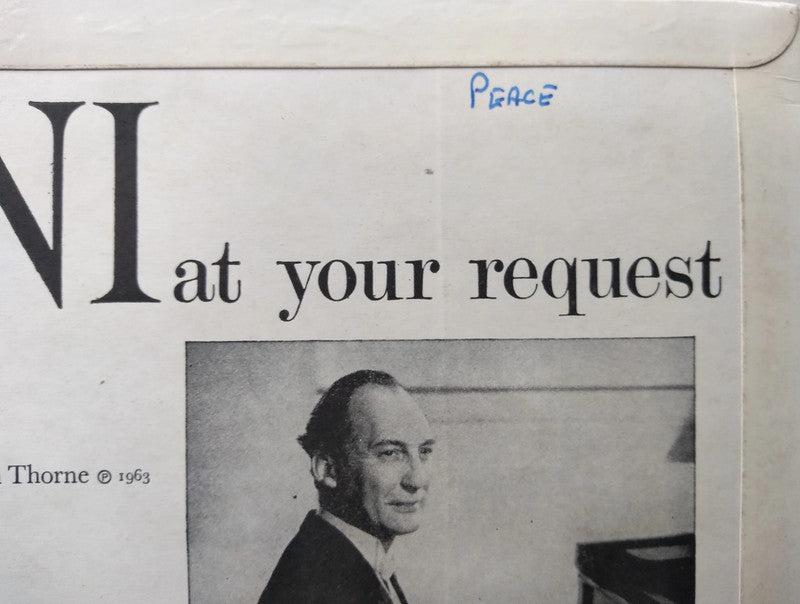 PEACE
NI at your request
Thorne ℗ 1963